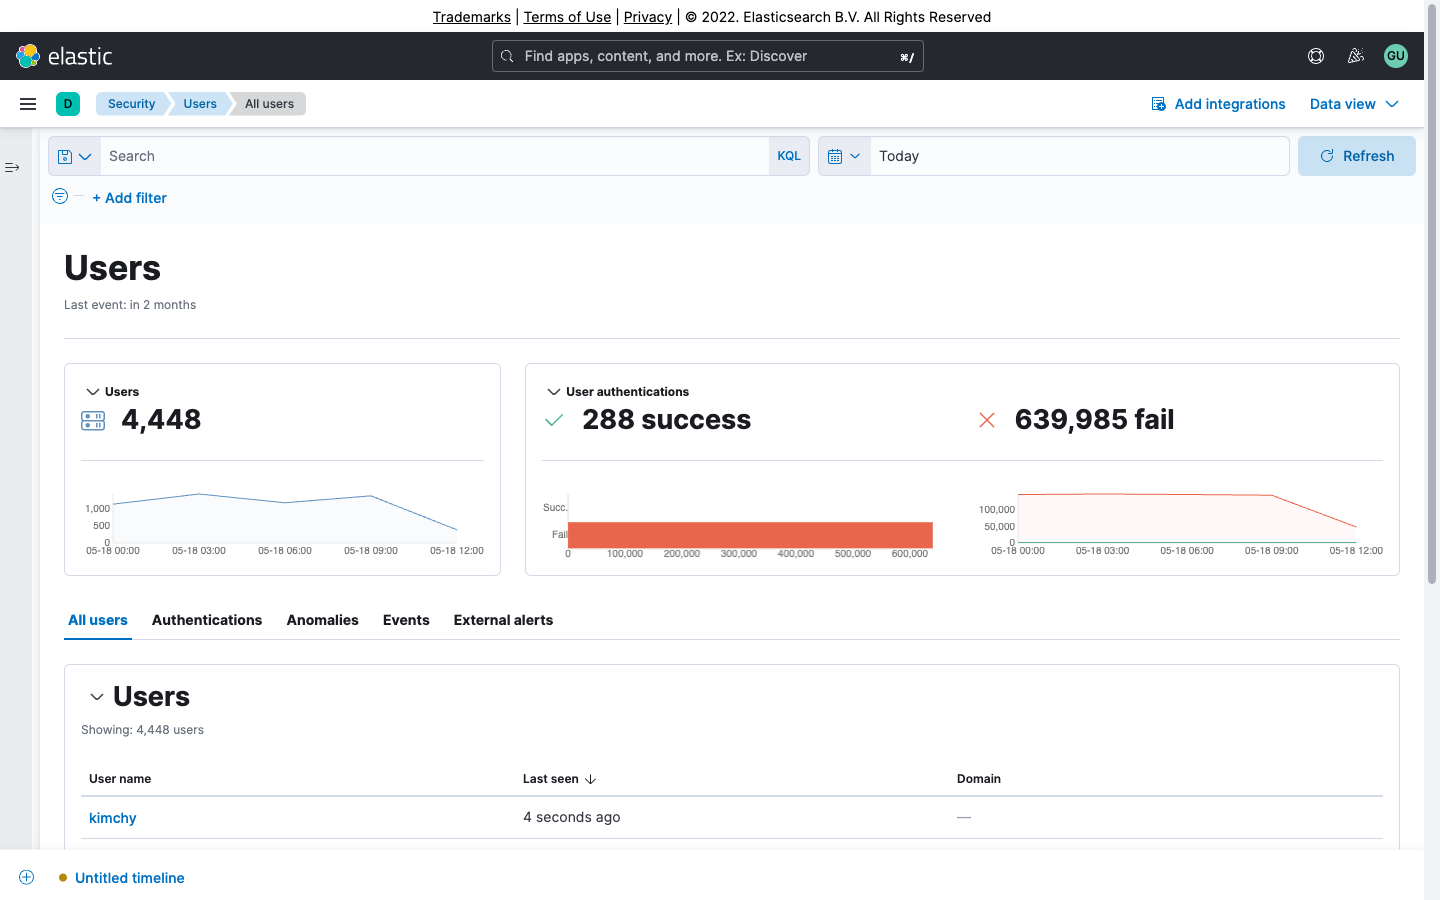 Trademarks | Terms of Use | Privacy | © 2022. Elasticsearch B.V. All Rights Reserved
elastic
Find apps, content, and more. Ex: Discover
⌘/
GU
D
Security
Users
All users
Add integrations
Data view
Search
KQL
Today
Refresh
+ Add filter
Users
Last event: in 2 months
Users
4,448
1,000
500
0
05-18 00:00 05-18 03:00 05-18 06:00 05-18 09:00 05-18 12:00
User authentications
288 success
639,985 fail
Succ.
Fail
0 100,000 200,000 300,000 400,000 500,000 600,000
100,000
50,000
0
05-18 00:00 05-18 03:00 05-18 06:00 05-18 09:00 05-18 12:00
All users Authentications Anomalies Events External alerts
Users
Showing: 4,448 users
User name Last seen Domain
kimchy 4 seconds ago —
Untitled timeline